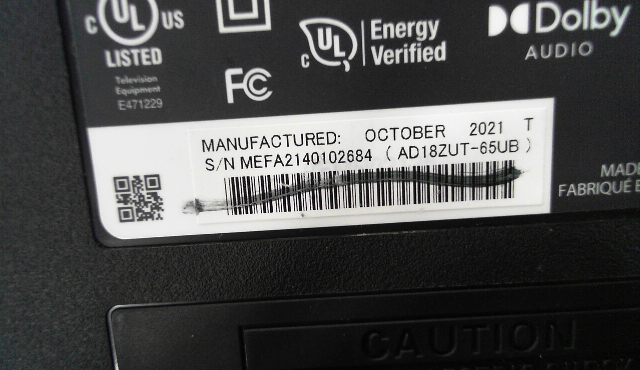 C UL US
LISTED
Television
Equipment
E471229
FC
C UL
Energy
Verified
Dolby
AUDIO
MANUFACTURED: OCTOBER 2021 T
S/N MEFA2140102684 ( AD18ZUT-65UB )
MADE
FABRIQUÉ E
CAUTION